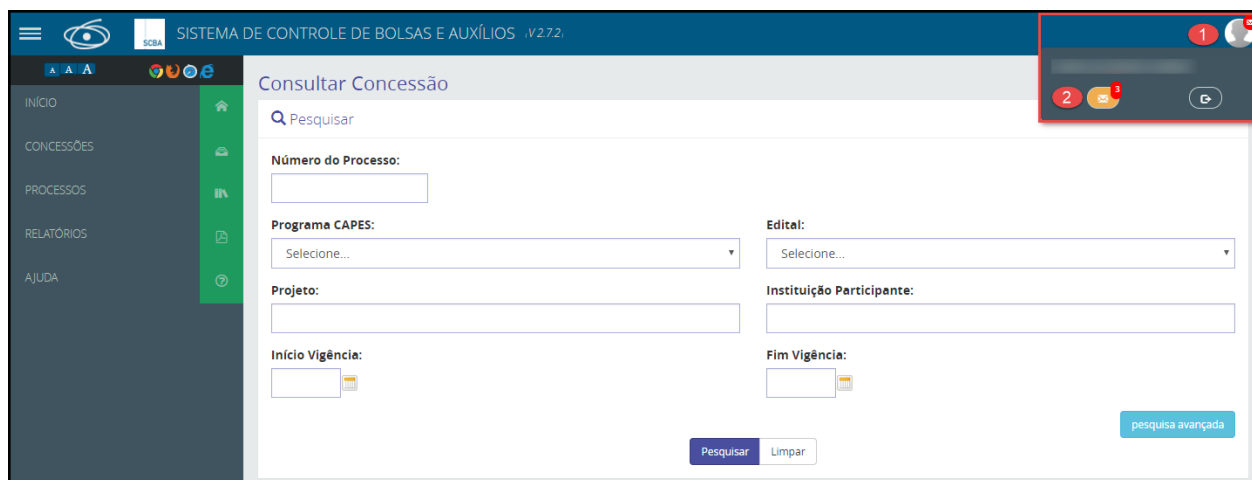 SCBA SISTEMA DE CONTROLE DE BOLSAS E AUXÍLIOS (V 2.7.2) 1
A A A
Consultar Concessão
2 3
INÍCIO
Pesquisar
CONCESSÕES
Número do Processo:
PROCESSOS
Programa CAPES: Edital:
RELATÓRIOS
Selecione... Selecione...
AJUDA
Projeto: Instituição Participante:
Início Vigência: Fim Vigência:
pesquisa avançada
Pesquisar Limpar